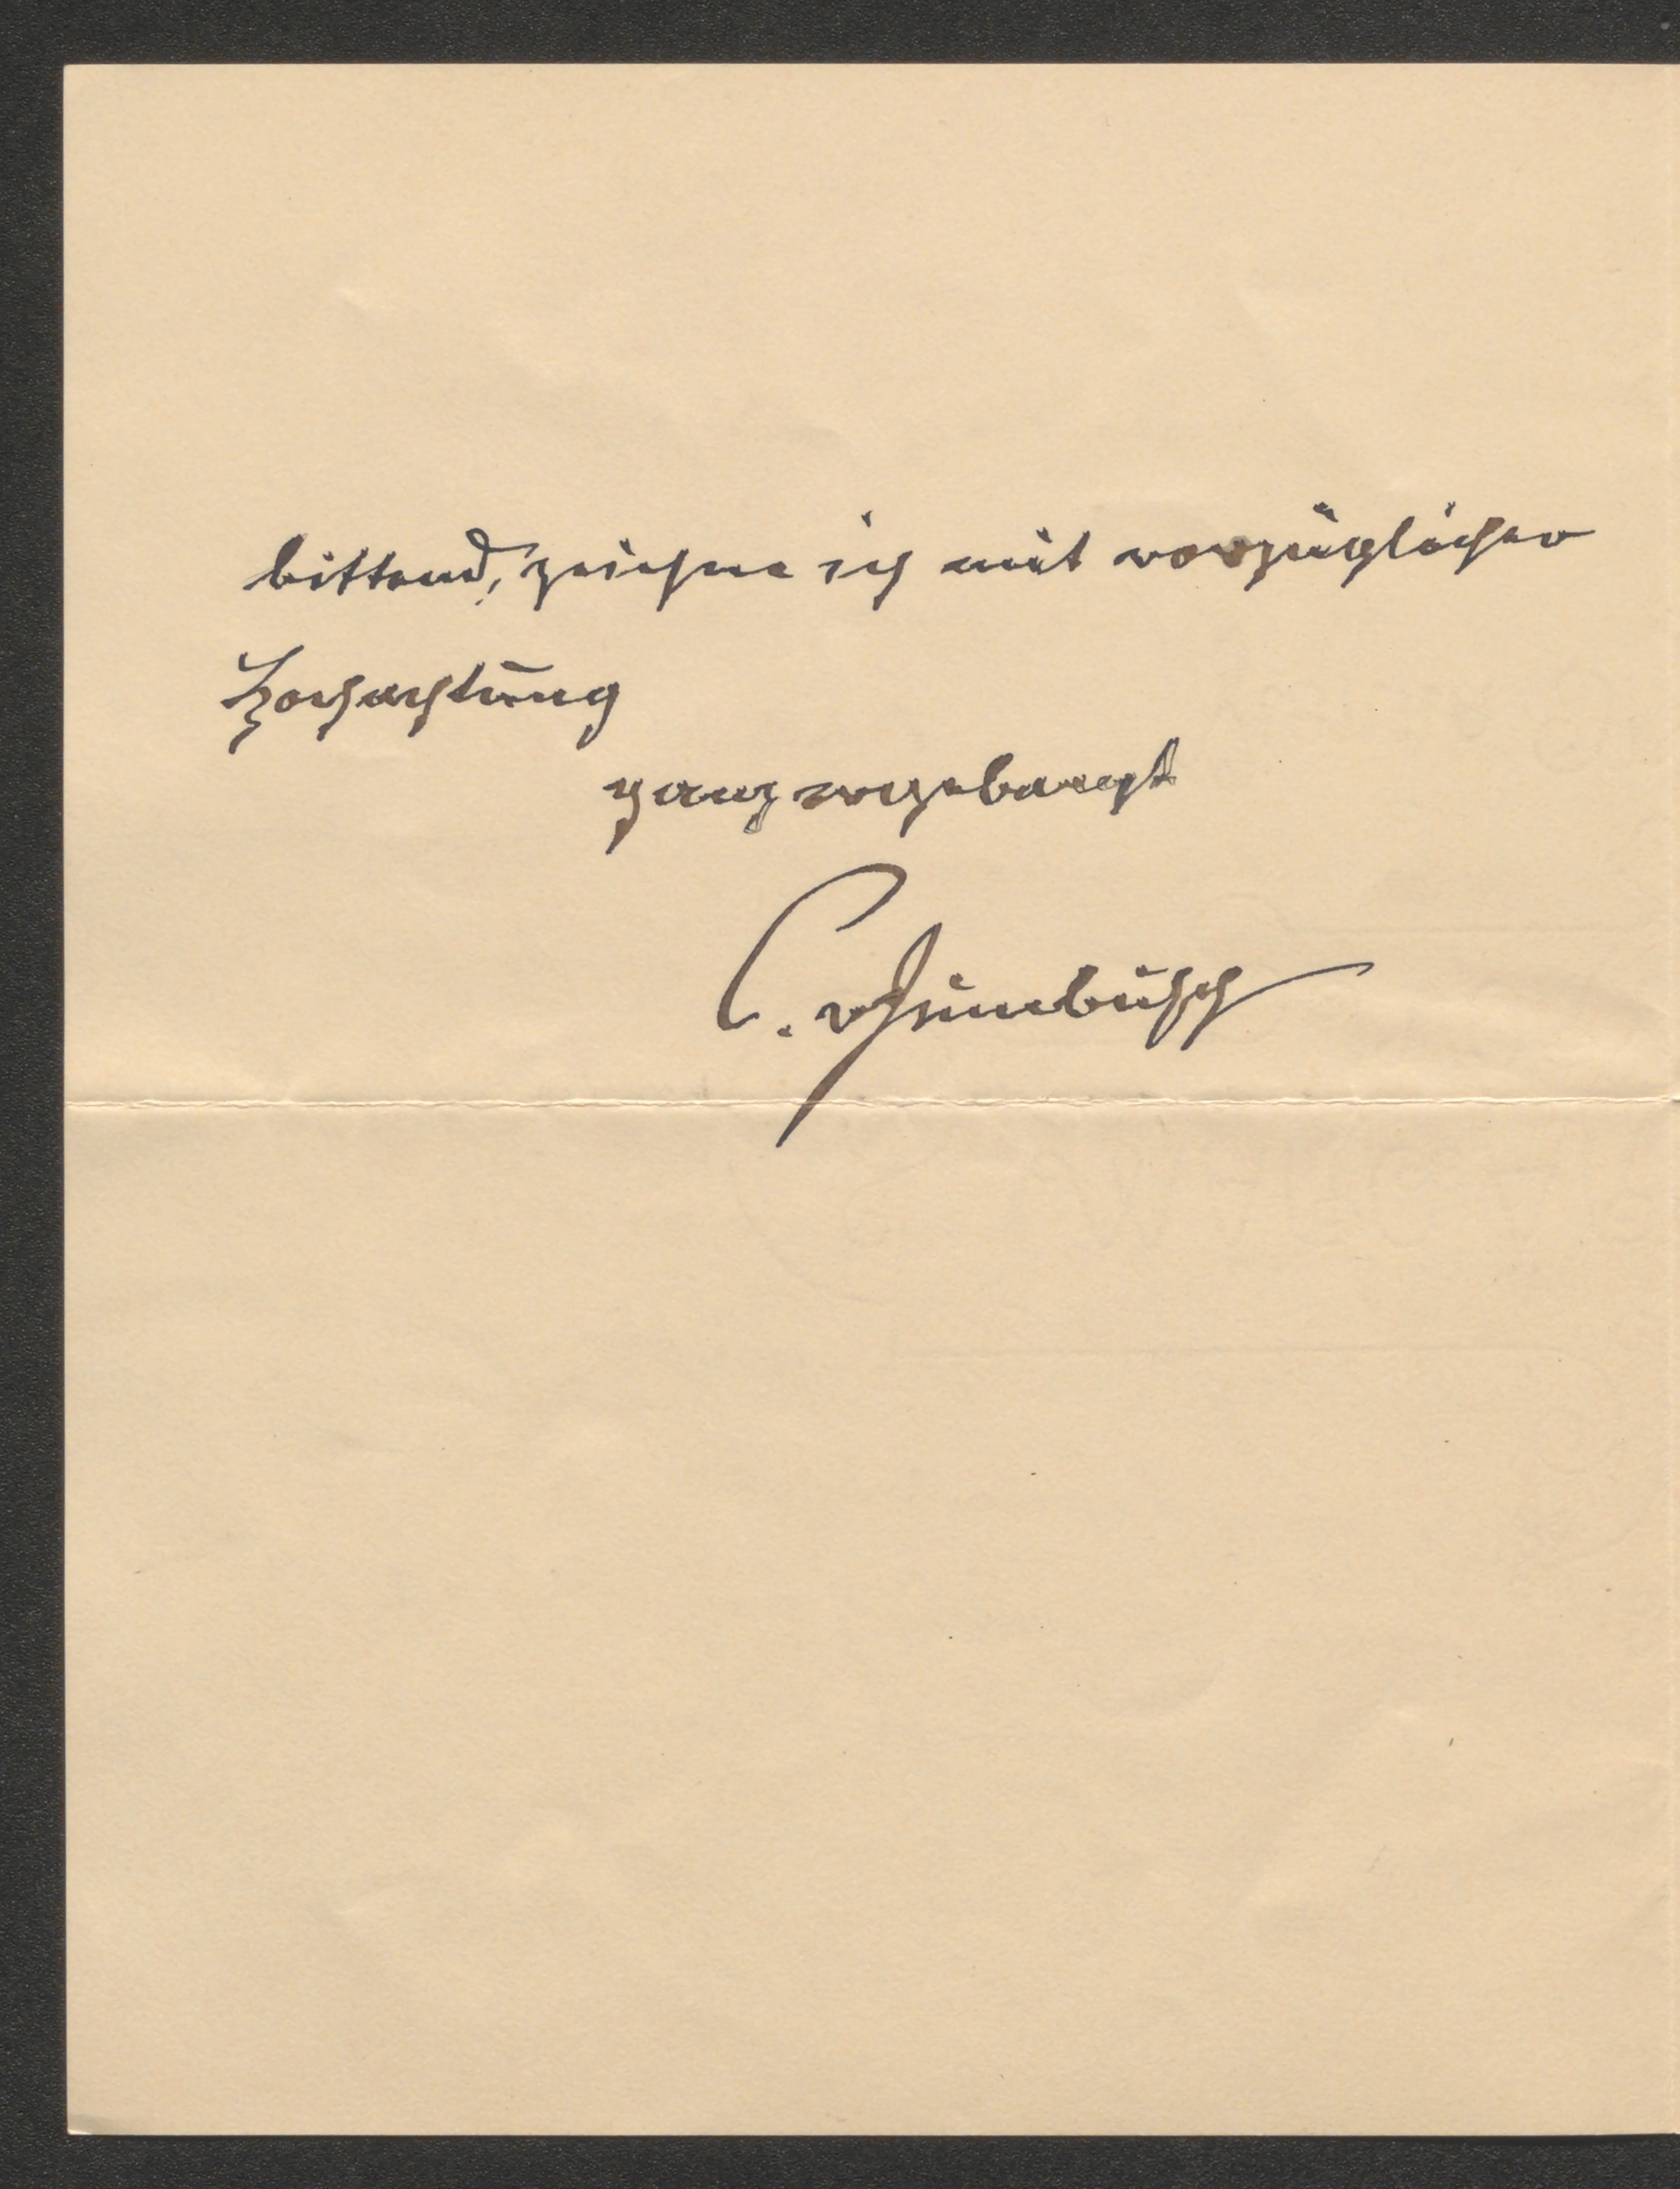 bittend, zeichne ich mit vorzüglicher
Hochachtung
ganz ergebenst
C.